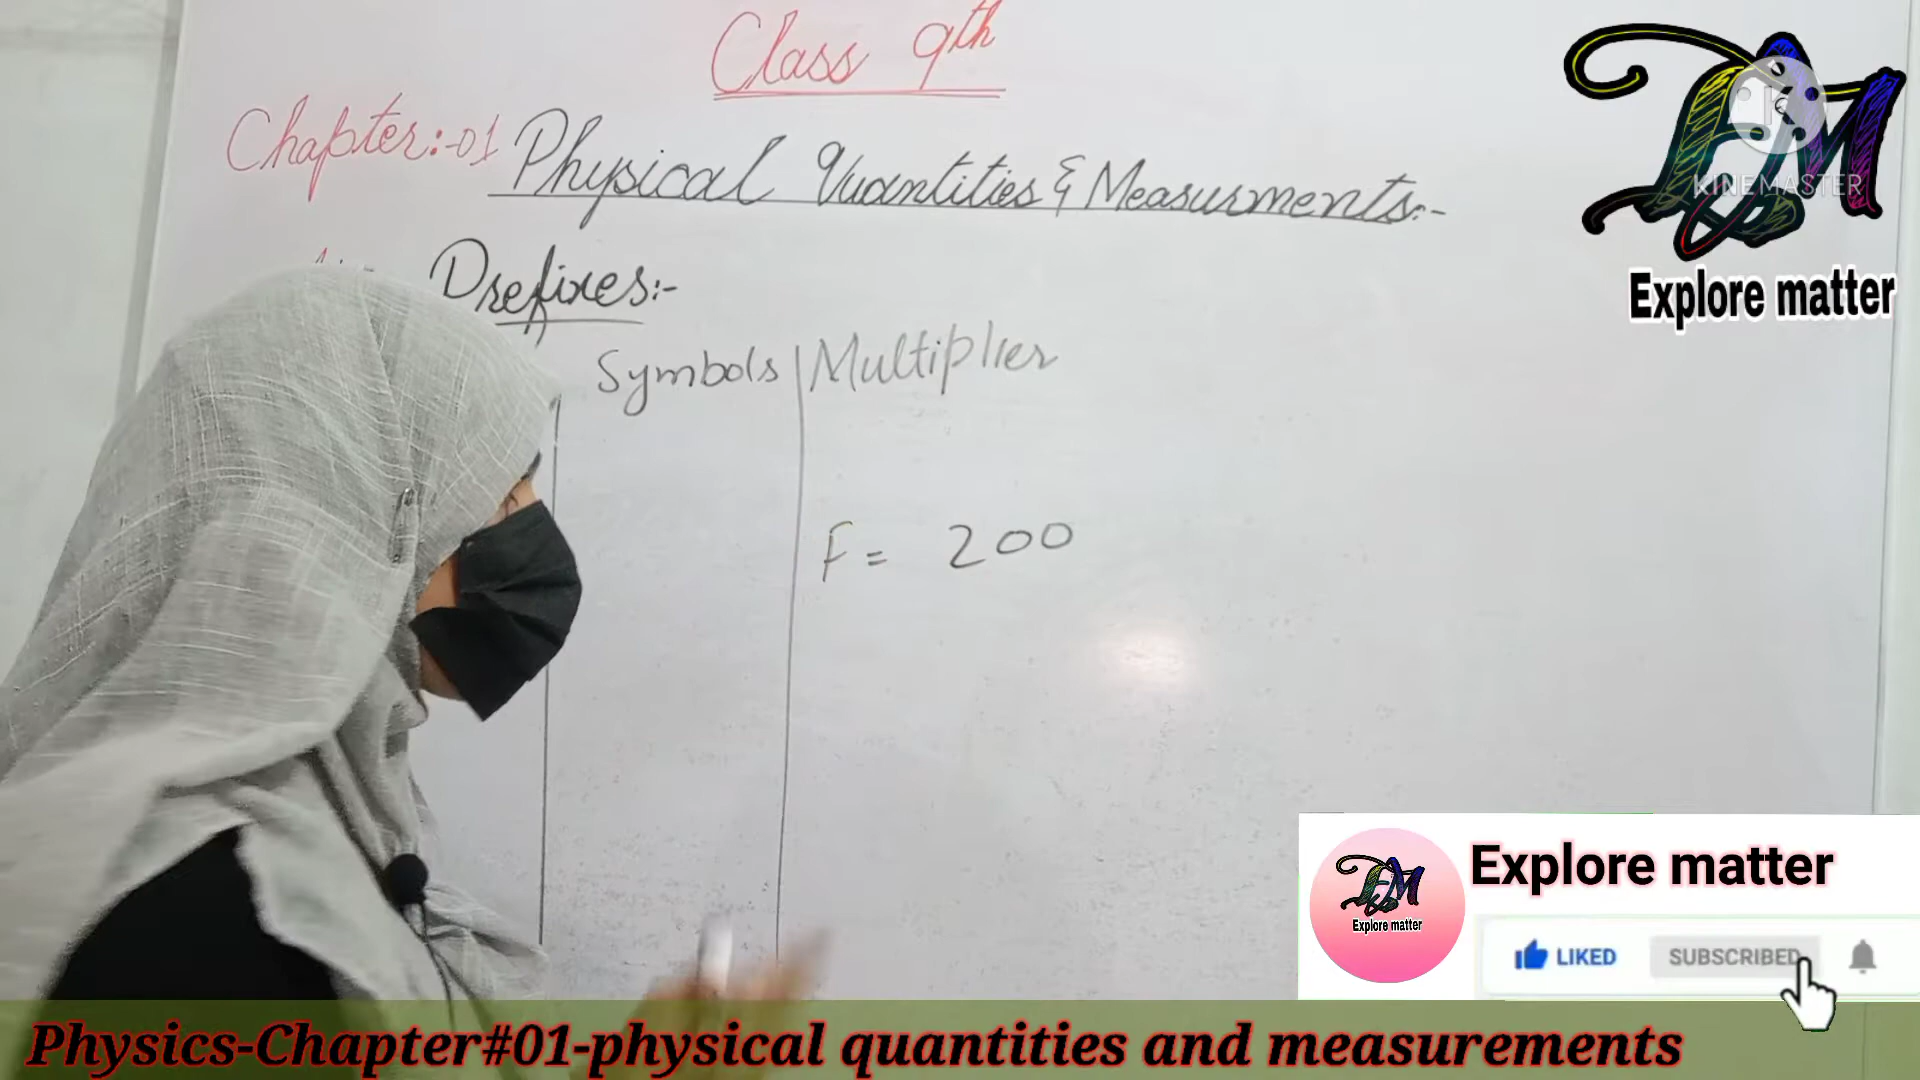 Class 9th
Chapter:-01 Physical Quantities & Measurments:-
Prefixes:-
Symbols | Multiplier
F = 200
KINEMASTER
Explore matter
Explore matter
Explore matter
LIKED SUBSCRIBED
Physics-Chapter#01-physical quantities and measurements